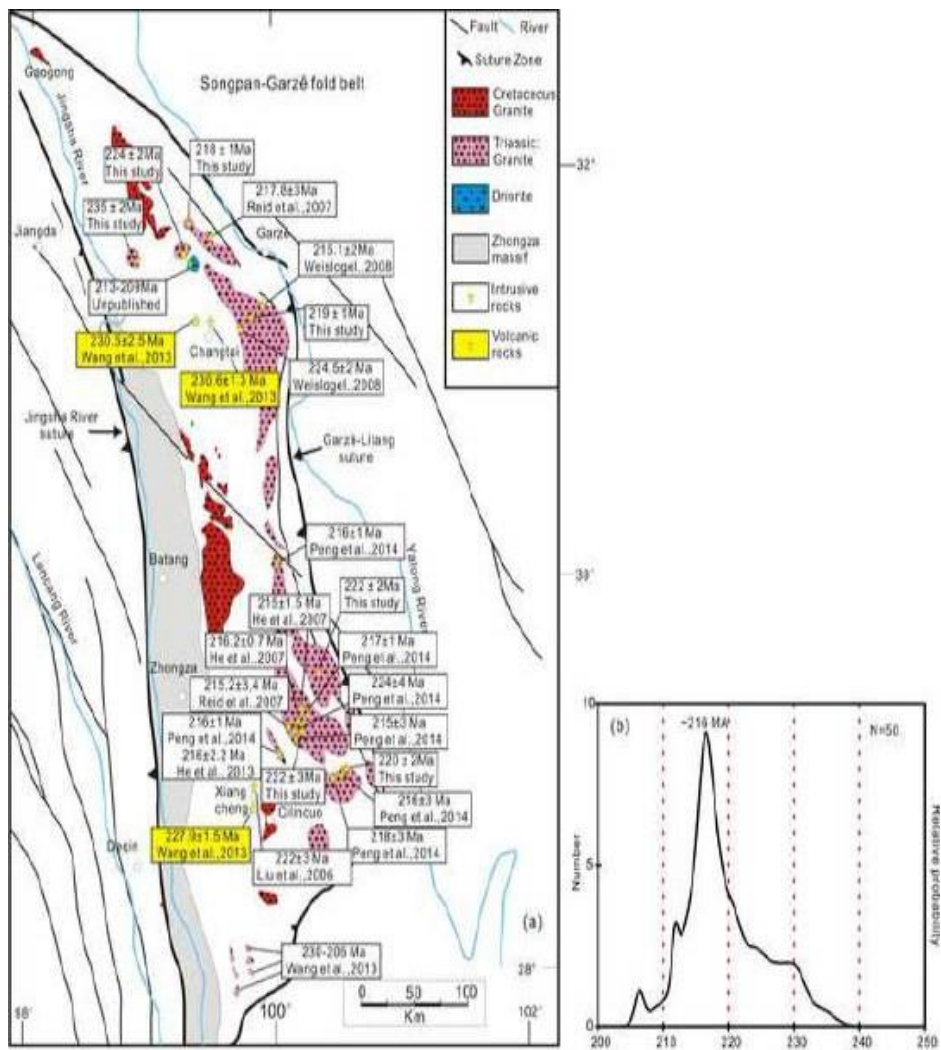 Fault River
Suture Zone
Cretaceous
Granite
Triassic
Granite
Driorite
Zhongza
massif
Intrusive
rocks
Volcanic
rocks
Gaogong
Songpan-Garzê fold belt
Jingsha River
224 ± 2Ma
This study
218 ± 1Ma
This study
32°
217.8±3Ma
Reid et al.,2007
235 ± 2Ma
This study
Jiangda
Garze
215.1±2Ma
Weislogel.,2008
213-209Ma
Unpublished
219 ± 1Ma
This study
230.5±2.5 Ma
Wang et al.,2013
Changtai
230.6±1.3 Ma
Wang et al.,2013
224.5±2 Ma
Weislogel.,2008
Jingsha River
suture
Garzê-Litang
suture
216±1 Ma
Peng et al.,2014
Batang
Yalong River
30°
Lancang River
222 ± 2Ma
This study
215±1.5 Ma
He et al.,2007
216.2±0.7 Ma
He et al.,2007
217±1 Ma
Peng et al.,2014
Zhongza
215.2±3.4 Ma
Reid et al.,2007
224±4 Ma
Peng et al.,2014
216±1 Ma
Peng et al.,2014
216±2.2 Ma
He et al.,2013
215±3 Ma
Peng et al.,2014
222 ± 3Ma
This study
220 ± 2Ma
This study
Xiang
cheng
Cilincuo
216±3 Ma
Peng et al.,2014
227.9±1.5 Ma
Wang et al.,2013
218±3 Ma
Peng et al.,2014
222±3 Ma
Liu et al.,2006
(a)
230-206 Ma
Wang et al.,2013
28°
0 50 100
Km
98°
100°
102°
10
(b)
~216 MA
N=50
Number
5
Relative probability
0
200 210 220 230 240 250